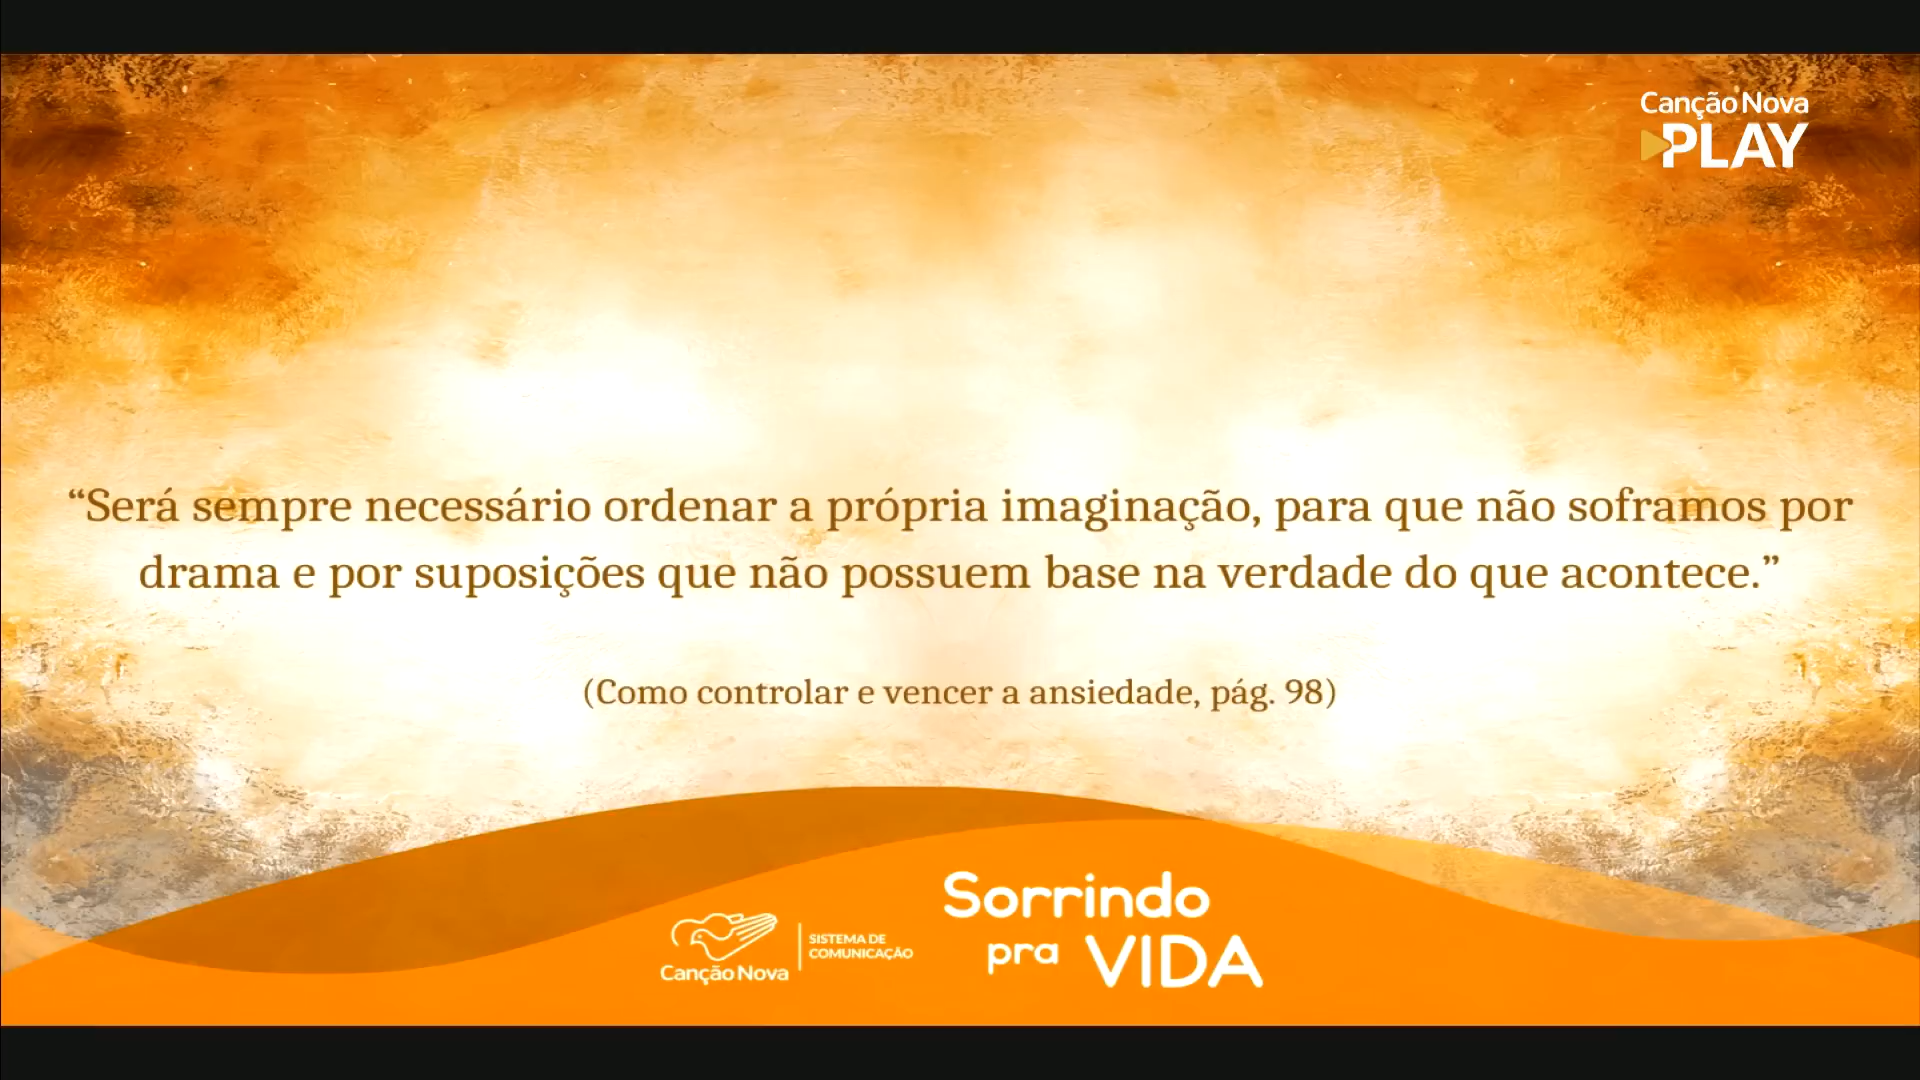 Canção Nova
PLAY
“Será sempre necessário ordenar a própria imaginação, para que não soframos por
drama e por suposições que não possuem base na verdade do que acontece.”
(Como controlar e vencer a ansiedade, pág. 98)
Canção Nova
SISTEMA DE
COMUNICAÇÃO
Sorrindo
pra VIDA